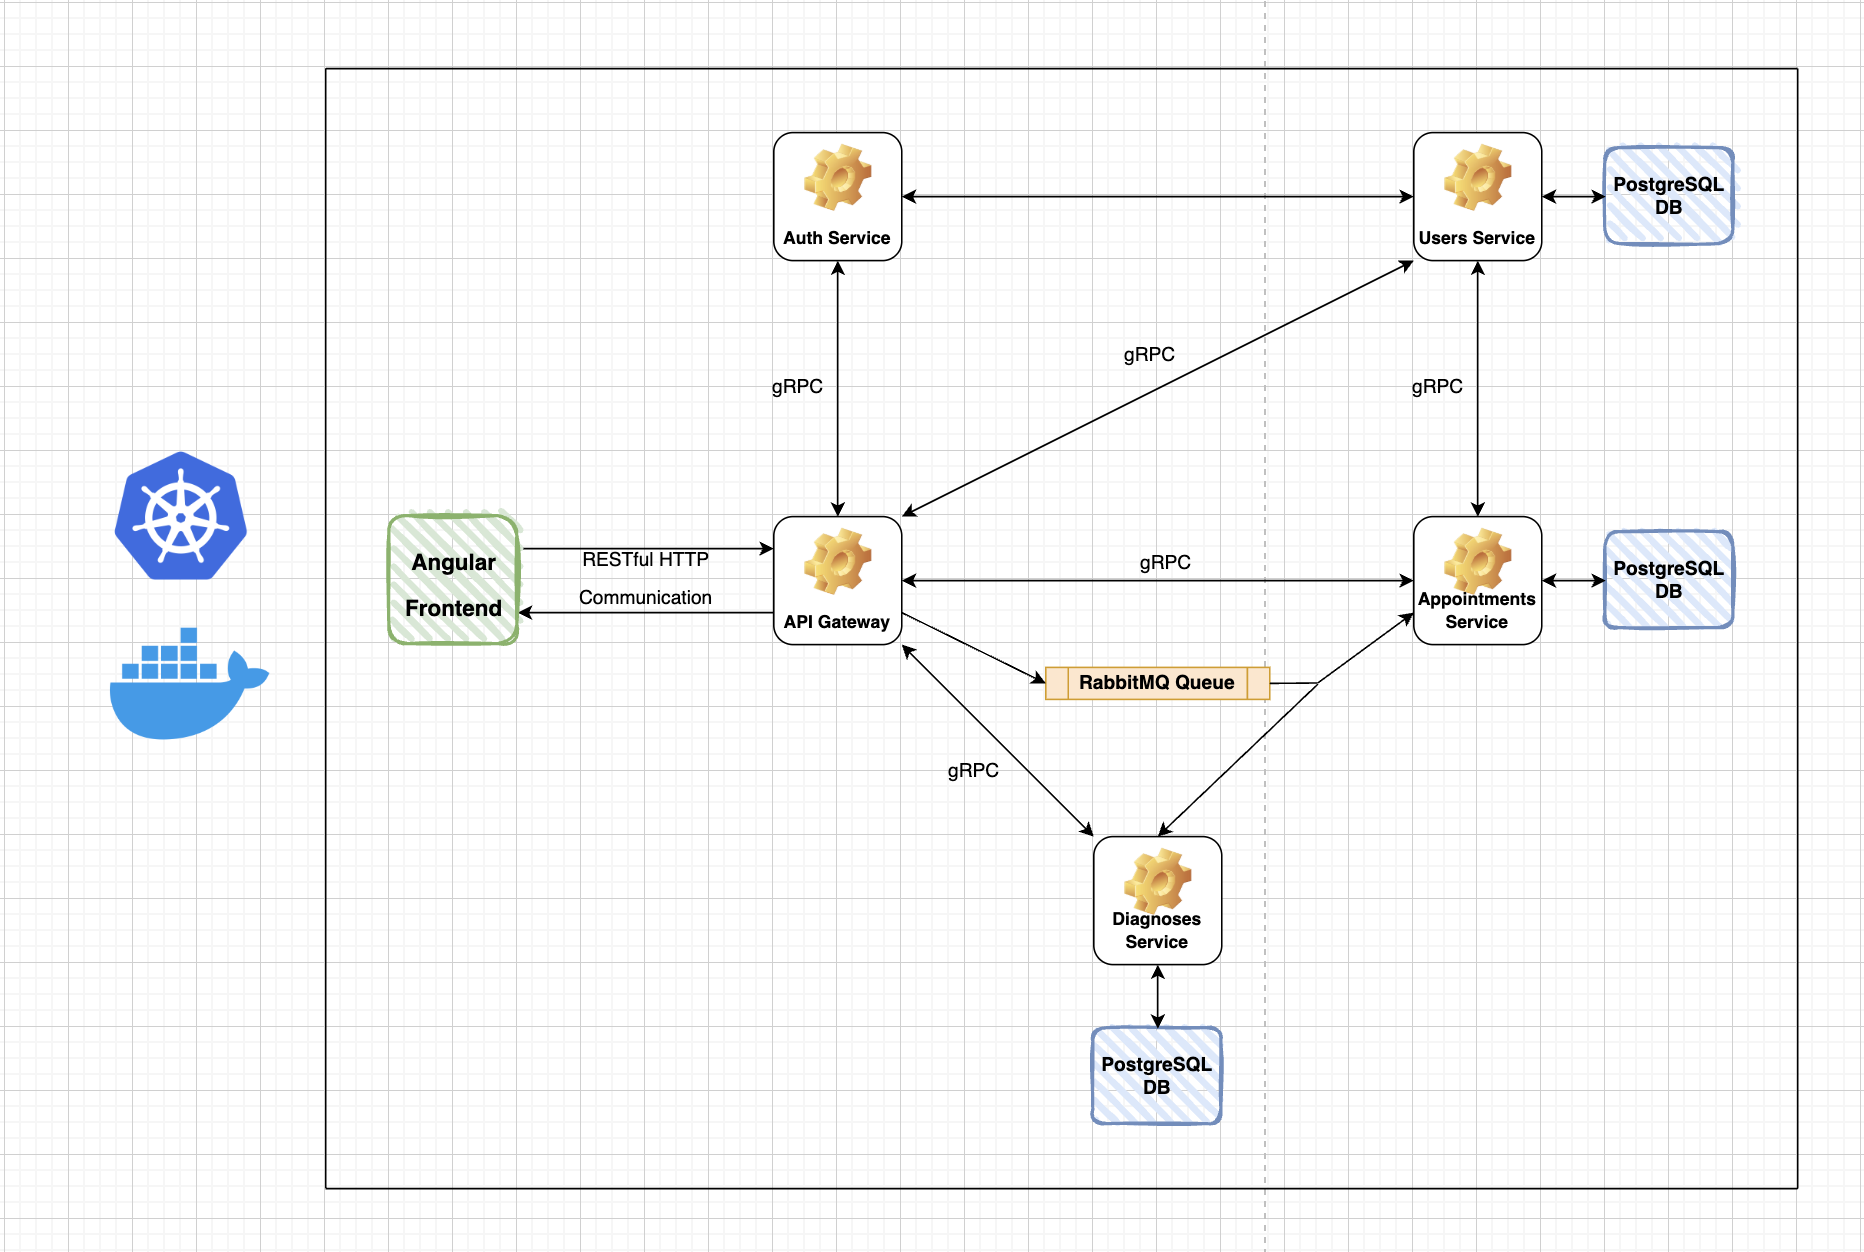 Auth Service
Users Service
PostgreSQL
DB
gRPC
gRPC
gRPC
Angular
Frontend
RESTful HTTP
Communication
API Gateway
gRPC
Appointments
Service
PostgreSQL
DB
RabbitMQ Queue
gRPC
Diagnoses
Service
PostgreSQL
DB